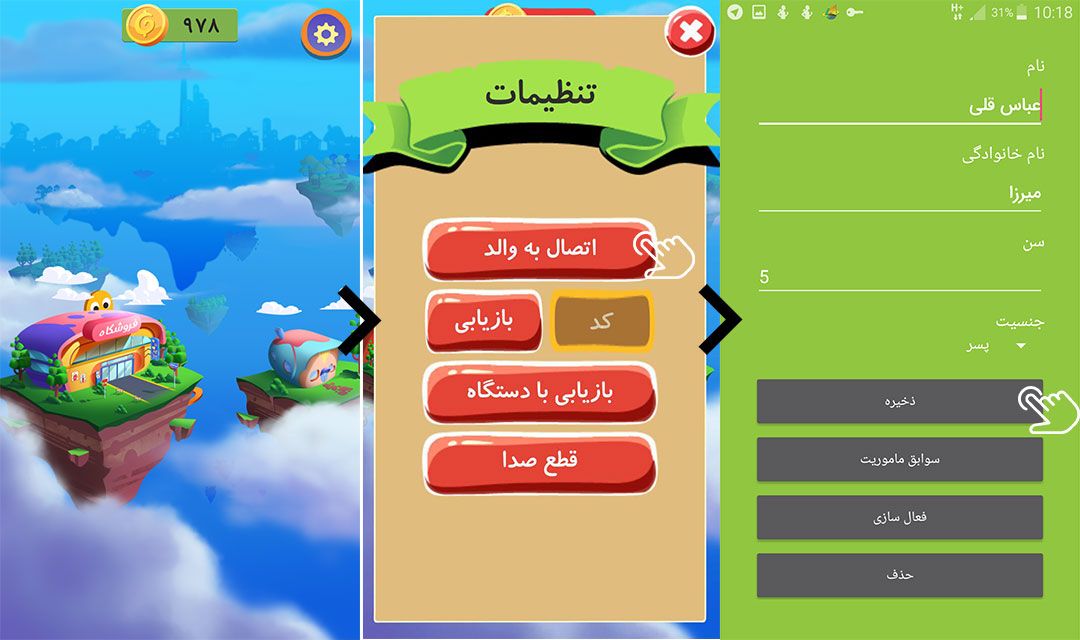 ۹۷۸
فروشگاه
تنظیمات
اتصال به والد
بازیابی
کد
بازیابی با دستگاه
قطع صدا
H+ 31% 10:18
نام
عباس قلی
نام خانوادگی
میرزا
سن
5
جنسیت
پسر
ذخیره
سوابق ماموریت
فعال سازی
حذف